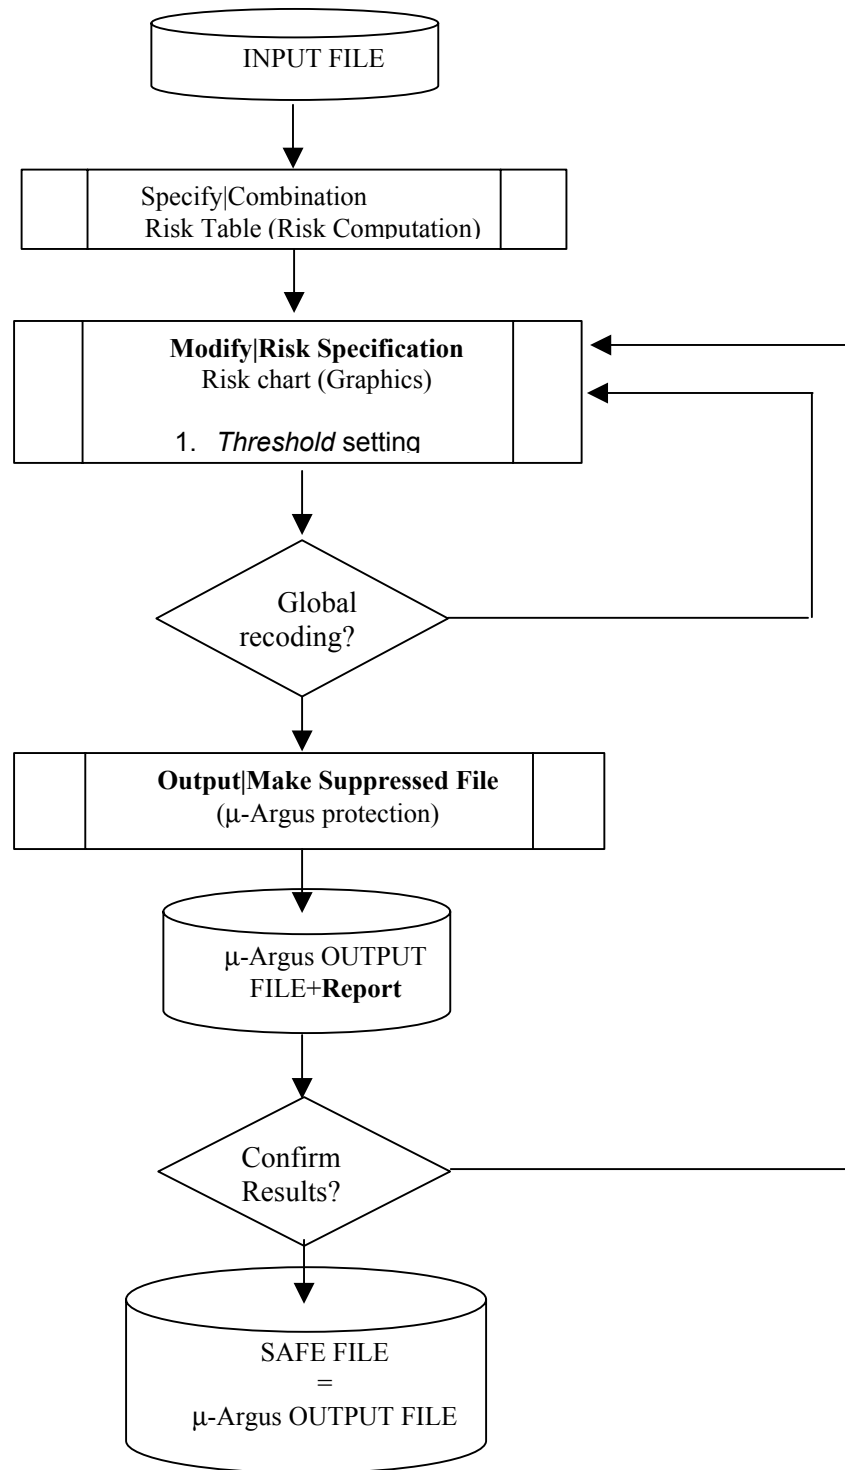 INPUT FILE
Specify|Combination
Risk Table (Risk Computation)
Modify|Risk Specification
Risk chart (Graphics)
1. Threshold setting
Global
recoding?
Output|Make Suppressed File
(μ-Argus protection)
μ-Argus OUTPUT
FILE+Report
Confirm
Results?
SAFE FILE
=
μ-Argus OUTPUT FILE